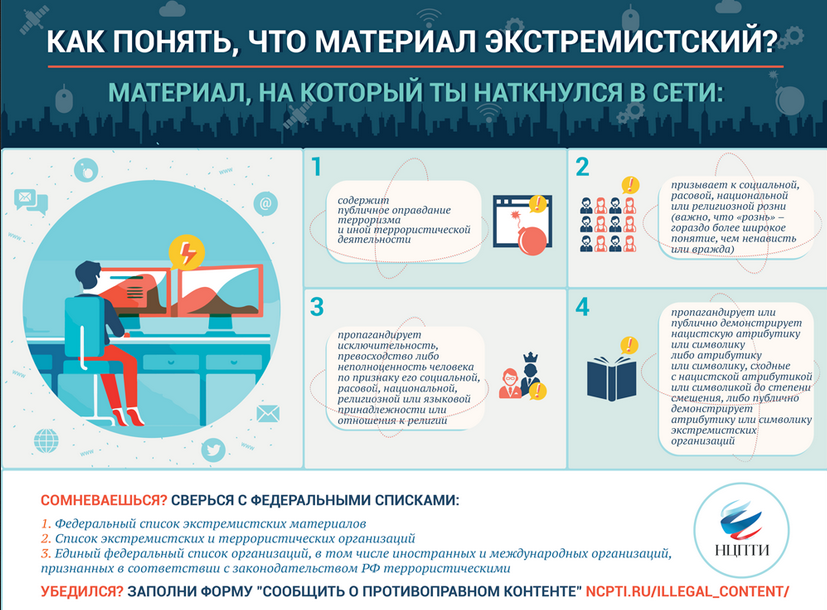 КАК ПОНЯТЬ, ЧТО МАТЕРИАЛ ЭКСТРЕМИСТСКИЙ?
МАТЕРИАЛ, НА КОТОРЫЙ ТЫ НАТКНУЛСЯ В СЕТИ:
www
www
www
www
@
1
содержит
публичное оправдание
терроризма
и иной террористической
деятельности
2
призывает к социальной,
расовой, национальной
или религиозной розни
(важно, что «рознь» –
гораздо более широкое
понятие, чем ненависть
или вражда)
3
пропагандирует
исключительность,
превосходство либо
неполноценность человека
по признаку его социальной,
расовой, национальной,
религиозной или языковой
принадлежности или
отношения к религии
4
пропагандирует или
публично демонстрирует
нацистскую атрибутику
или символику
либо атрибутику
или символику, сходные
с нацистской атрибутикой
или символикой до степени
смешения, либо публично
демонстрирует
атрибутику или символику
экстремистских
организаций
СОМНЕВАЕШЬСЯ? СВЕРЬСЯ С ФЕДЕРАЛЬНЫМИ СПИСКАМИ:
1. Федеральный список экстремистских материалов
2. Список экстремистских и террористических организаций
3. Единый федеральный список организаций, в том числе иностранных и международных организаций,
признанных в соответствии с законодательством РФ террористическими
НЦПТИ
УБЕДИЛСЯ? ЗАПОЛНИ ФОРМУ "СООБЩИТЬ О ПРОТИВОПРАВНОМ КОНТЕНТЕ" NCPTI.RU/ILLEGAL_CONTENT/